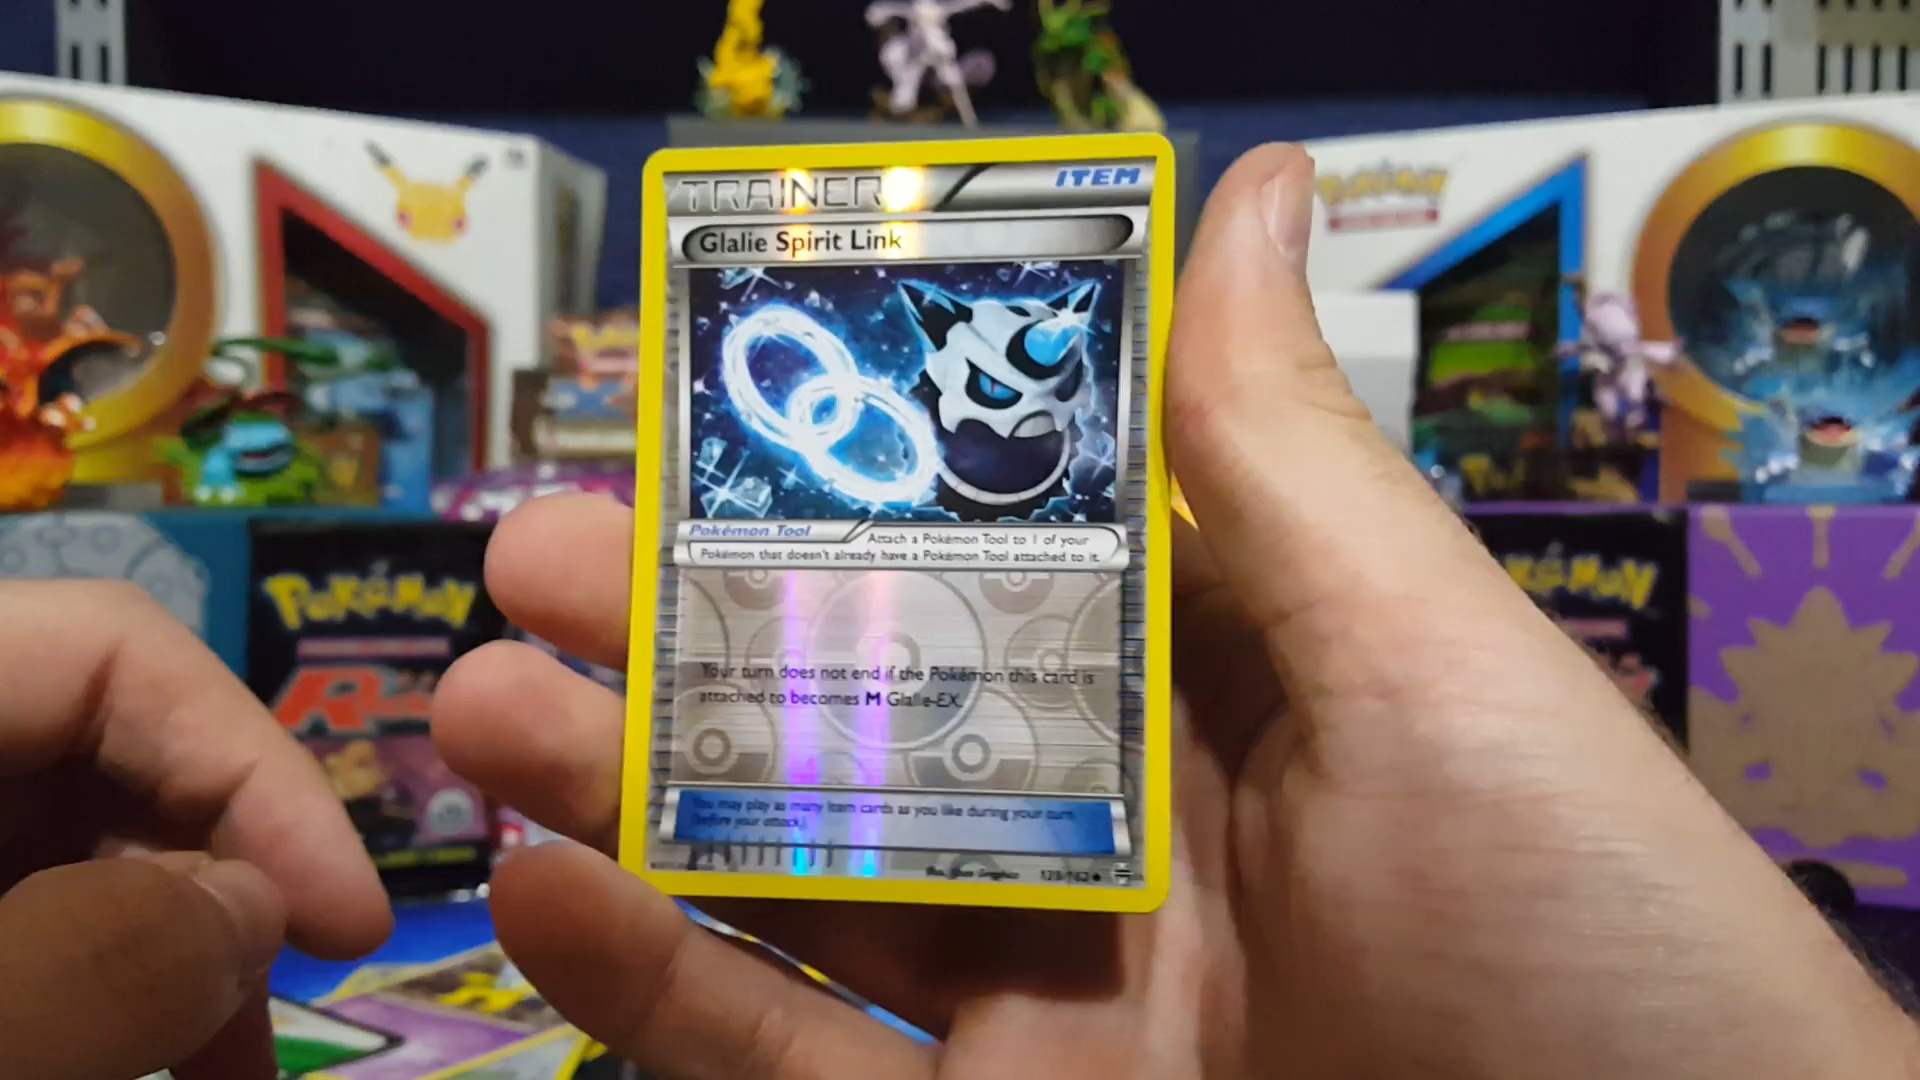 TRAINER
ITEM
Glalie Spirit Link
Pokémon Tool
Attach a Pokémon Tool to 1 of your
Pokémon that doesn't already have a Pokémon Tool attached to it.
Your turn does not end if the Pokémon this card is
attached to becomes M Glalie-EX.
You may play as many Item cards as you like during your turn
(before your attack).
POKéMON
POKéMON